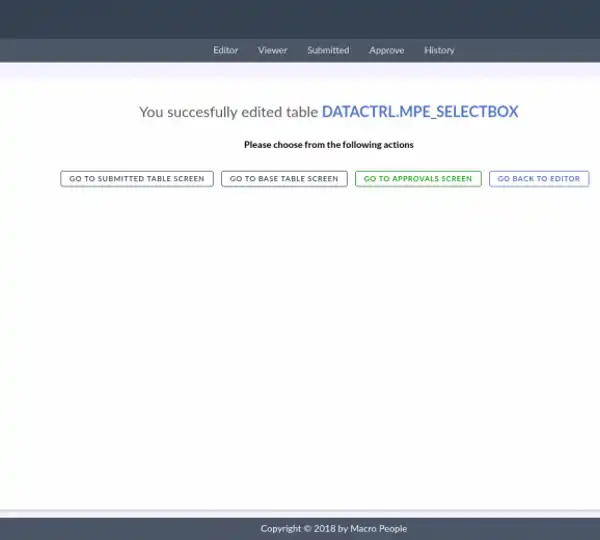 Editor Viewer Submitted Approve History
You succesfully edited table DATACTRL.MPE_SELECTBOX
Please choose from the following actions
GO TO SUBMITTED TABLE SCREEN GO TO BASE TABLE SCREEN GO TO APPROVALS SCREEN GO BACK TO EDITOR
Copyright © 2018 by Macro People